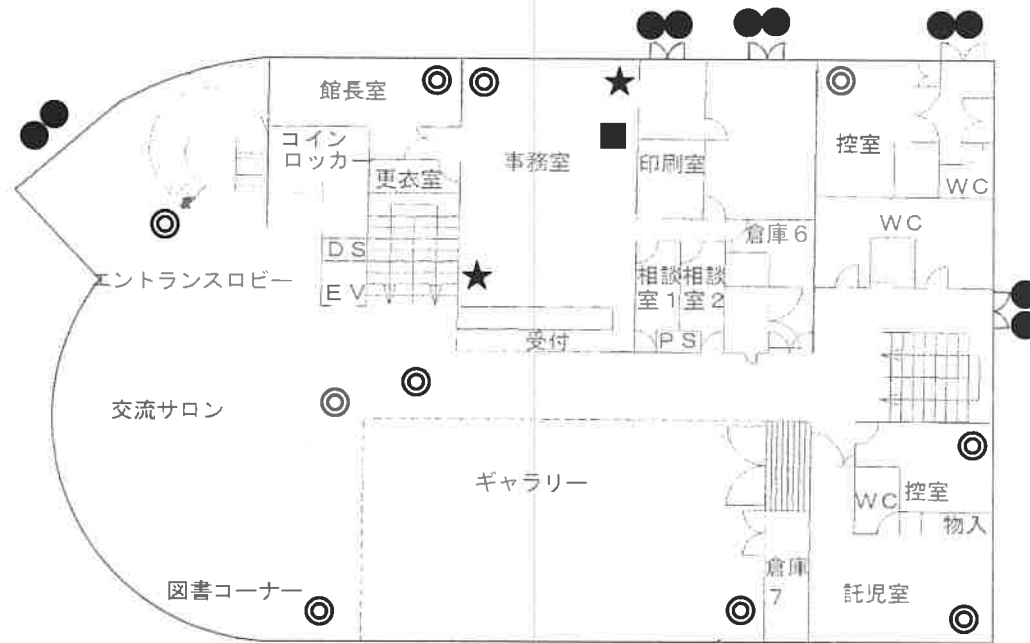 館長室
コイン
ロッカー
更衣室
事務室
印刷室
控室
WC
WC
倉庫6
DS
EV
エントランスロビー
相談
室1
相談
室2
PS
受付
交流サロン
ギャラリー
WC
控室
物入
倉庫
7
託児室
図書コーナー